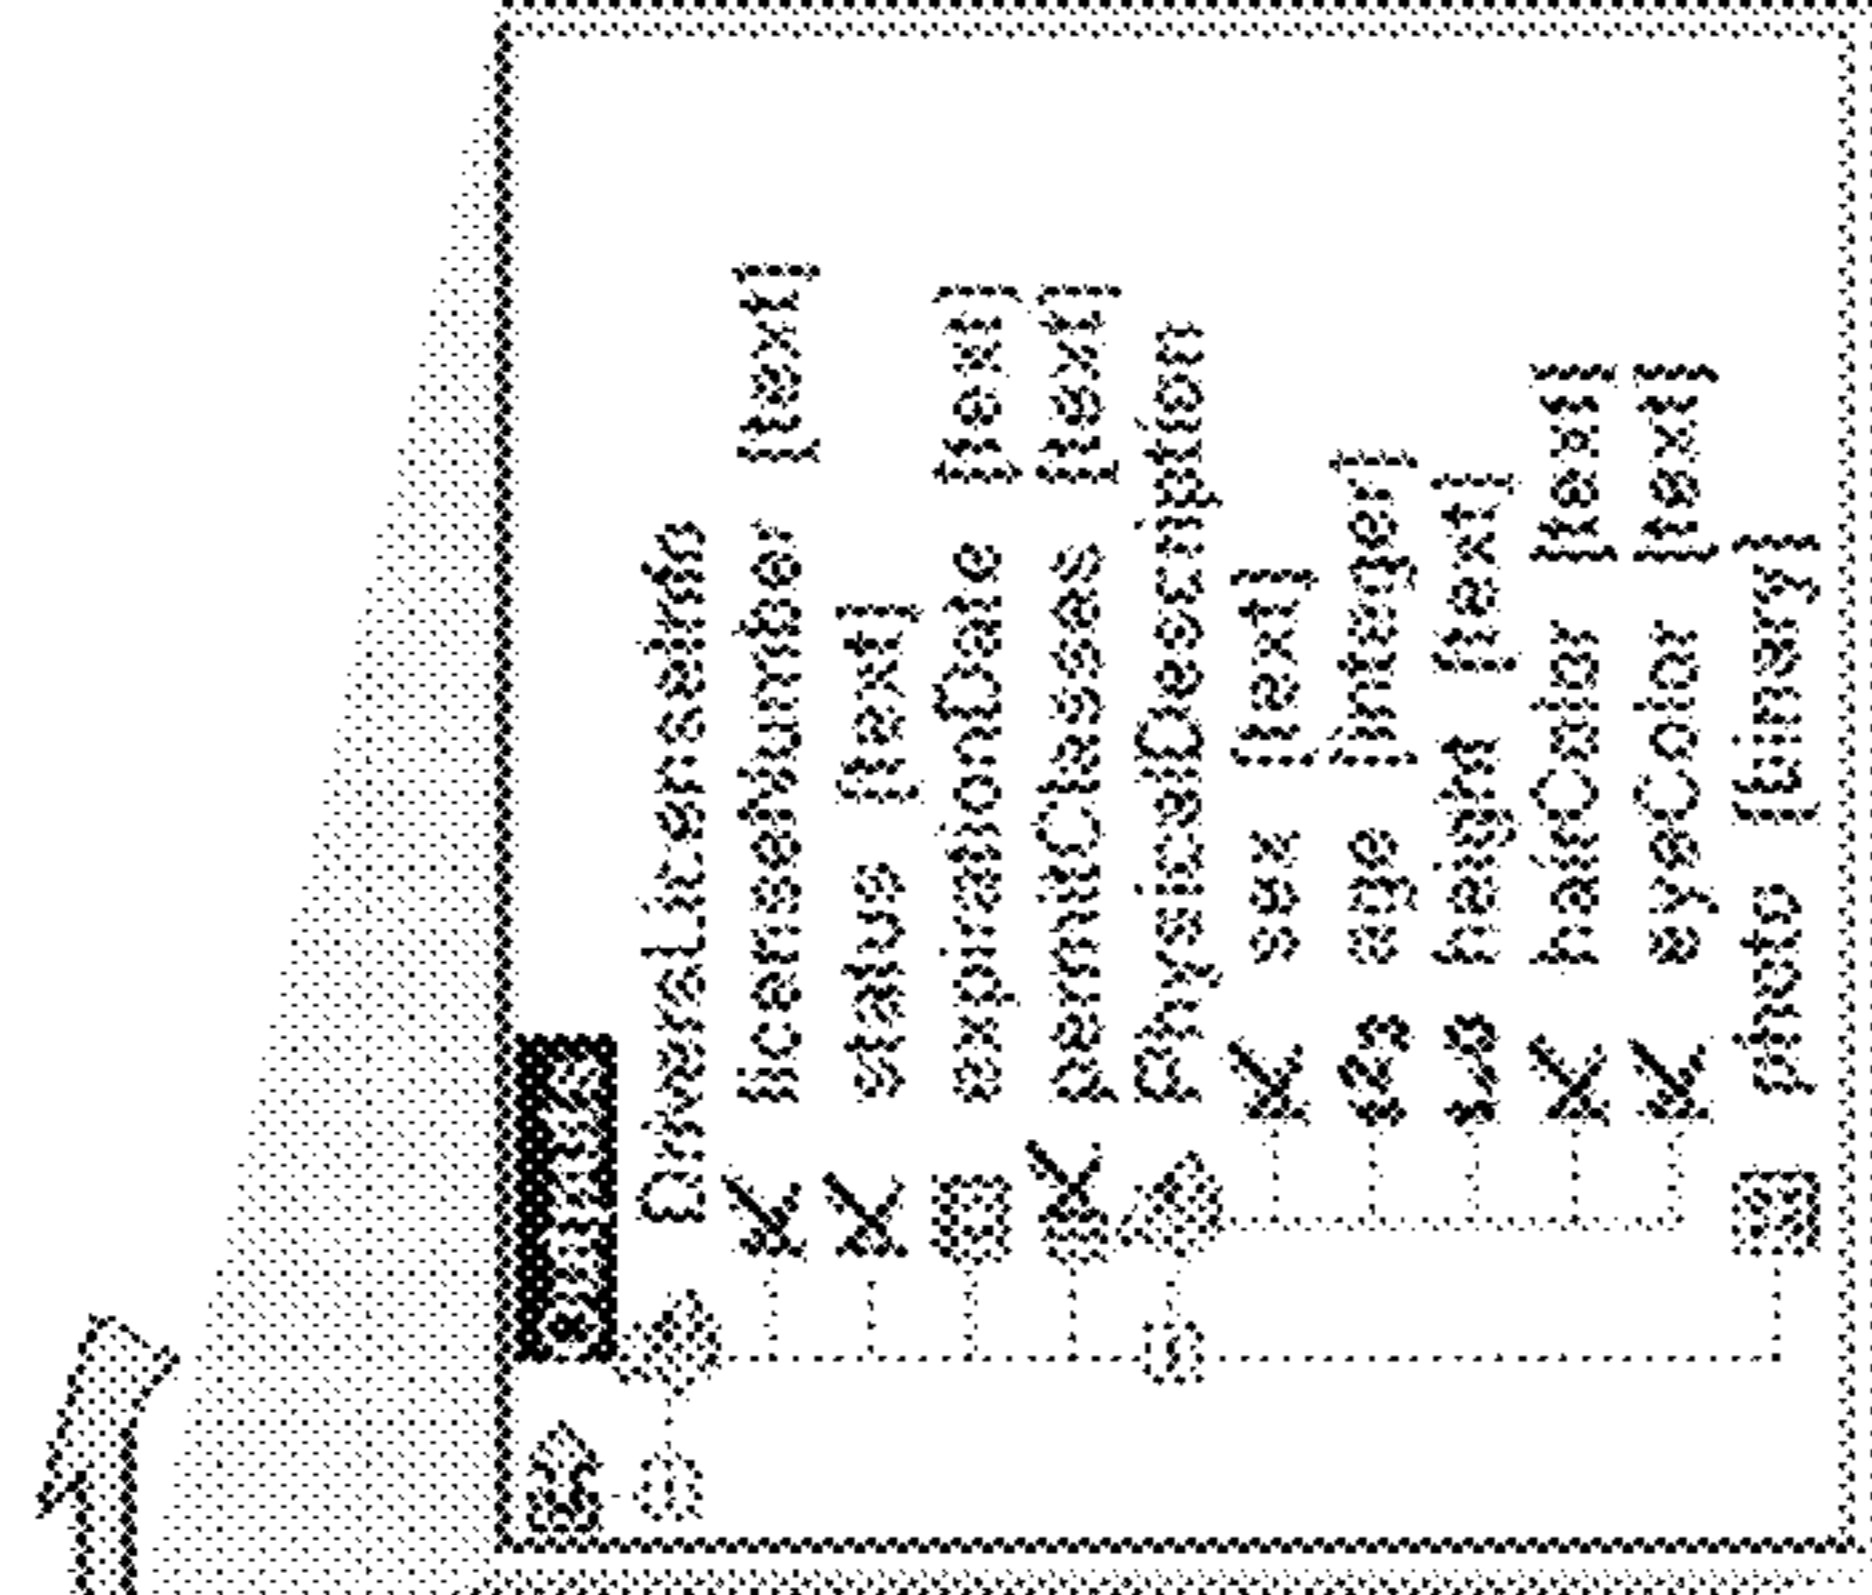 DriversLicenseInfo
licenseNumber [text]
status [text]
expirationDate [text]
permitClasses [text]
PhysicalDescription
sex [text]
123 age [integer]
height [text]
hairColor [text]
eyeColor [text]
photo [binary]